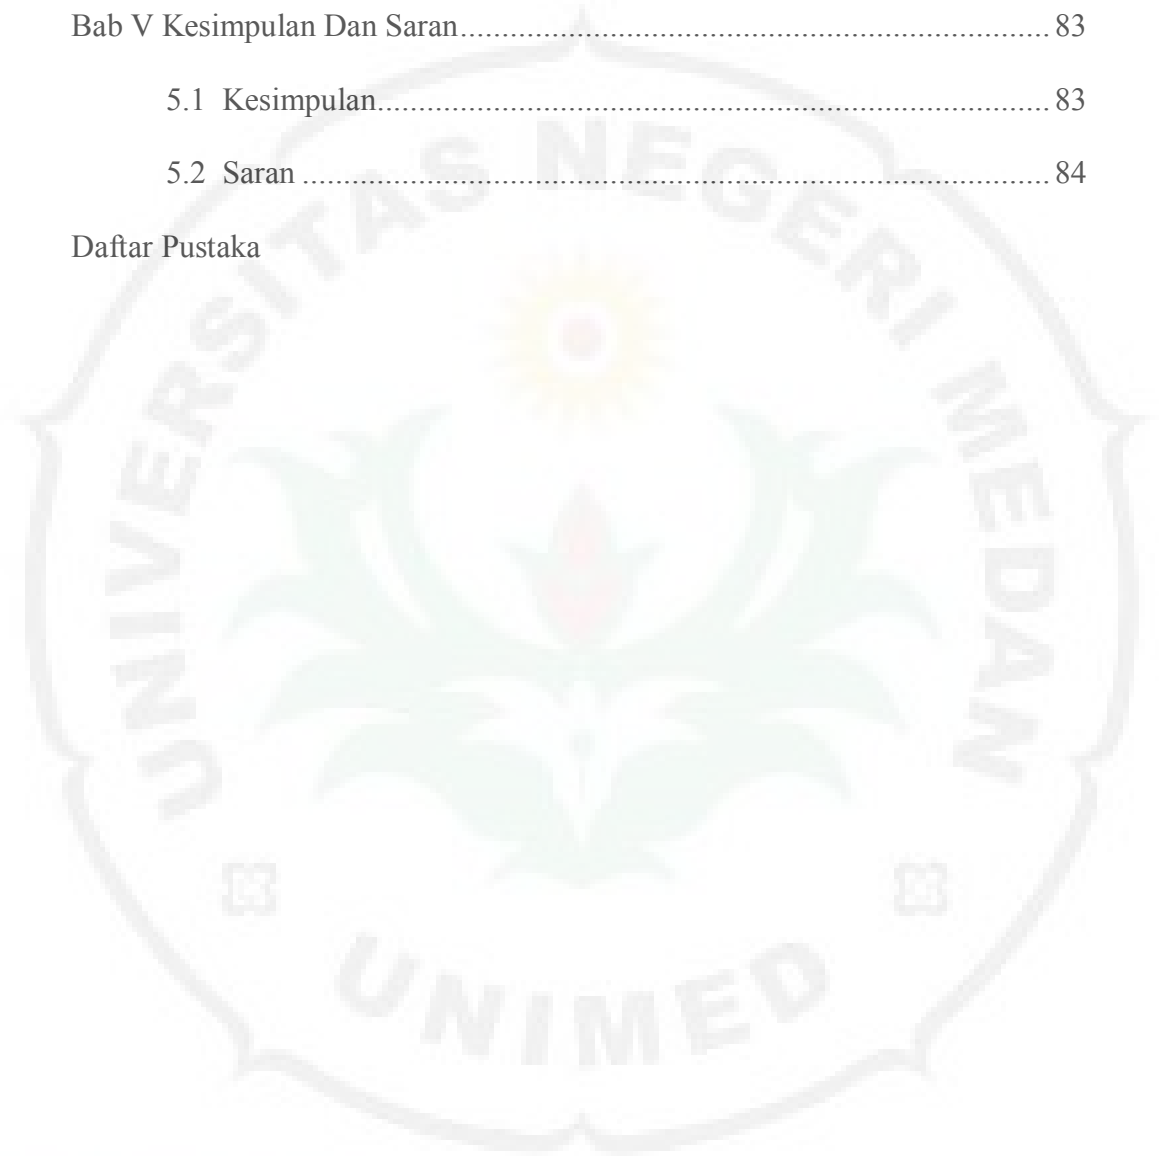 Bab V Kesimpulan Dan Saran........................................................................ 83
5.1 Kesimpulan.................................................................................. 83
5.2 Saran ........................................................................................... 84
Daftar Pustaka
UNIVERSITAS NEGERI MEDAN
UNIMED